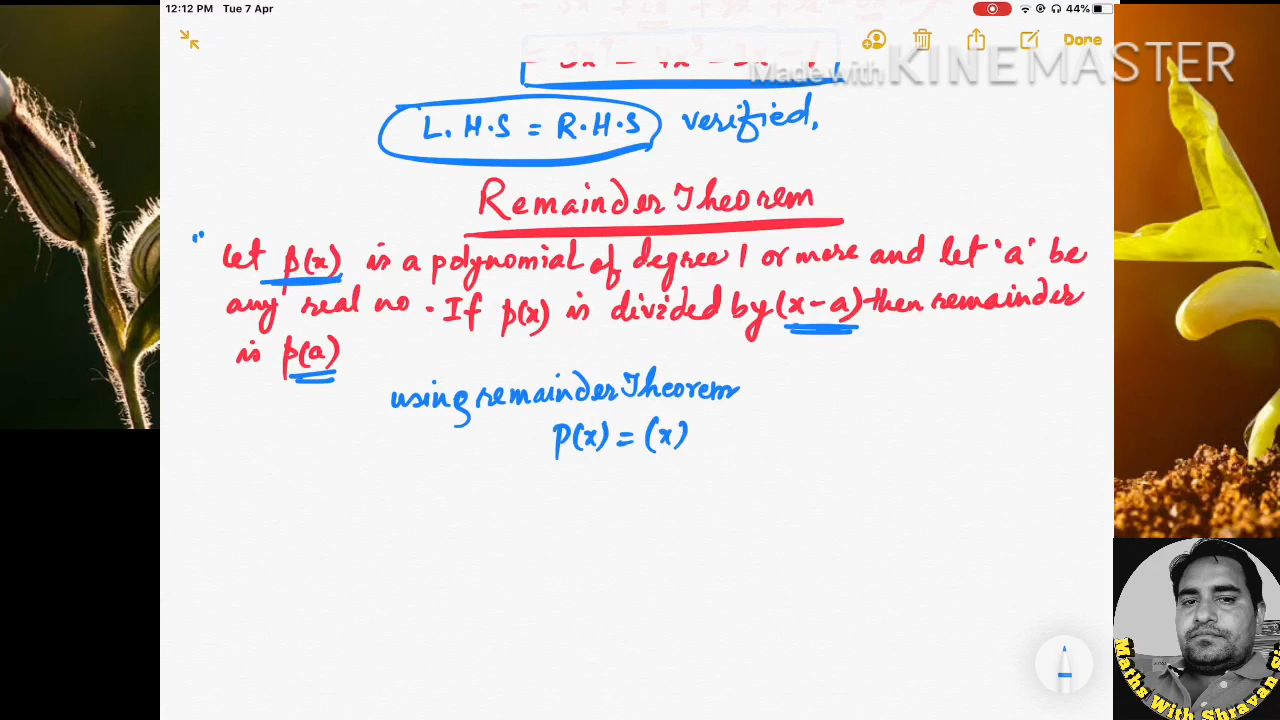 12:12 PM Tue 7 Apr
44%
Done
Made with KINEMASTER
L.H.S = R.H.S verified,
Remainder Theorem
" let p(x) is a polynomial of degree 1 or more and let 'a' be
any real no. If p(x) is divided by (x-a) then remainder
is p(a)
using remainder Theorem
p(x) = (x)
Maths With Shravan